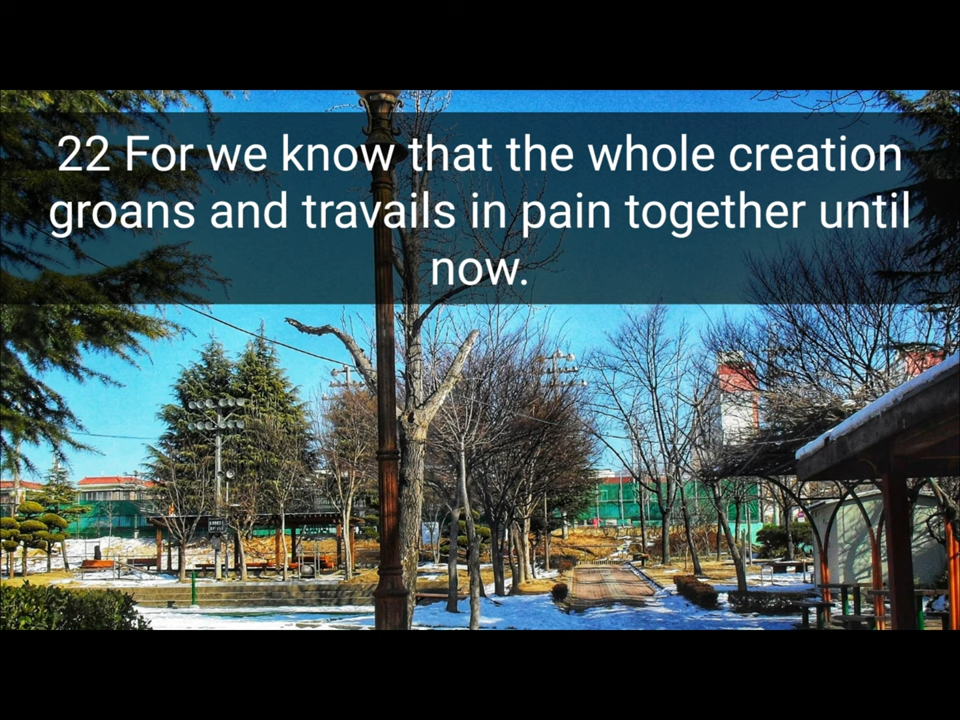 22 For we know that the whole creation
groans and travails in pain together until
now.